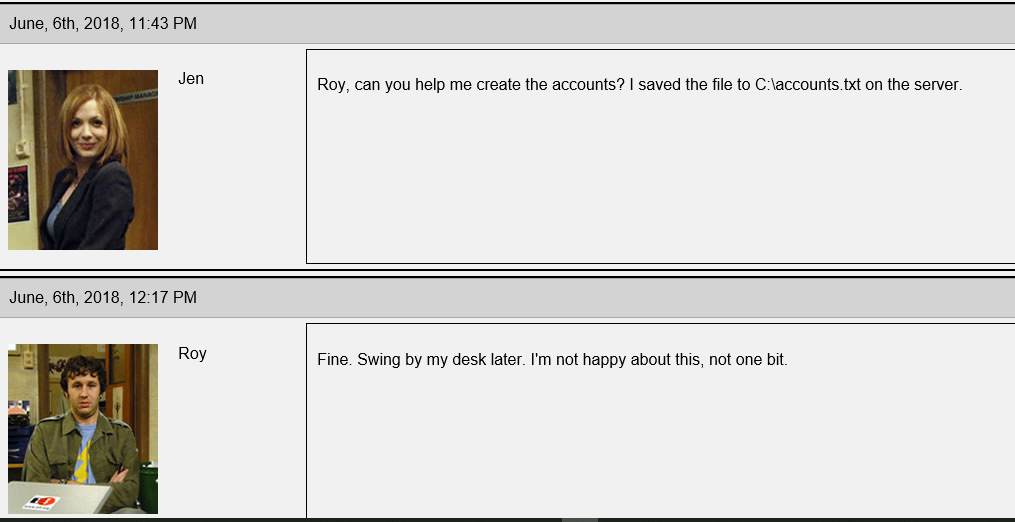 June, 6th, 2018, 11:43 PM
Jen
Roy, can you help me create the accounts? I saved the file to C:\accounts.txt on the server.
June, 6th, 2018, 12:17 PM
Roy
Fine. Swing by my desk later. I'm not happy about this, not one bit.